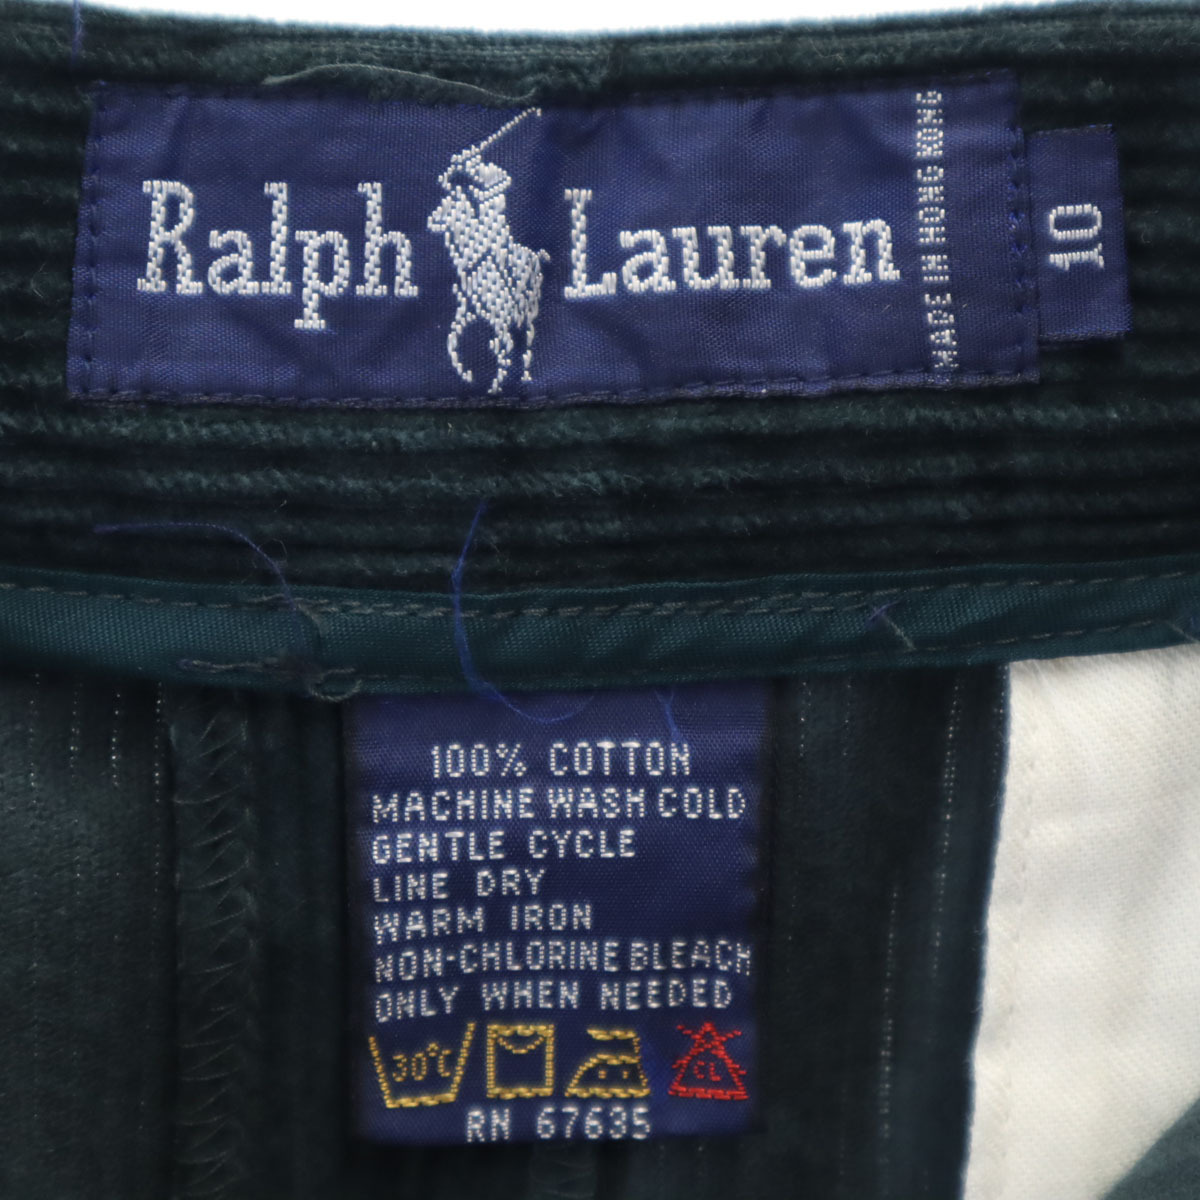 Ralph Lauren
MADE IN HONG KONG
10
100% COTTON
MACHINE WASH COLD
GENTLE CYCLE
LINE DRY
WARM IRON
NON-CHLORINE BLEACH
ONLY WHEN NEEDED
30°C
CL
RN 67635